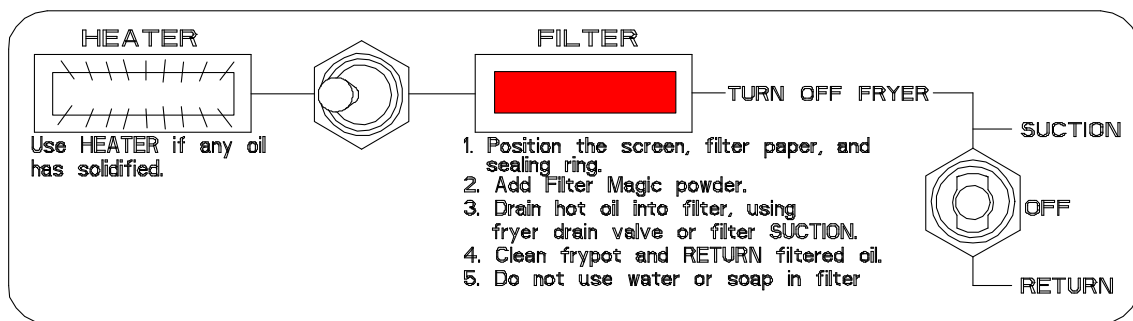 HEATER
Use HEATER if any oil
has solidified.
FILTER
1. Position the screen, filter paper, and
sealing ring.
2. Add Filter Magic powder.
3. Drain hot oil into filter, using
fryer drain valve or filter SUCTION.
4. Clean frypot and RETURN filtered oil.
5. Do not use water or soap in filter
TURN OFF FRYER
SUCTION
OFF
RETURN